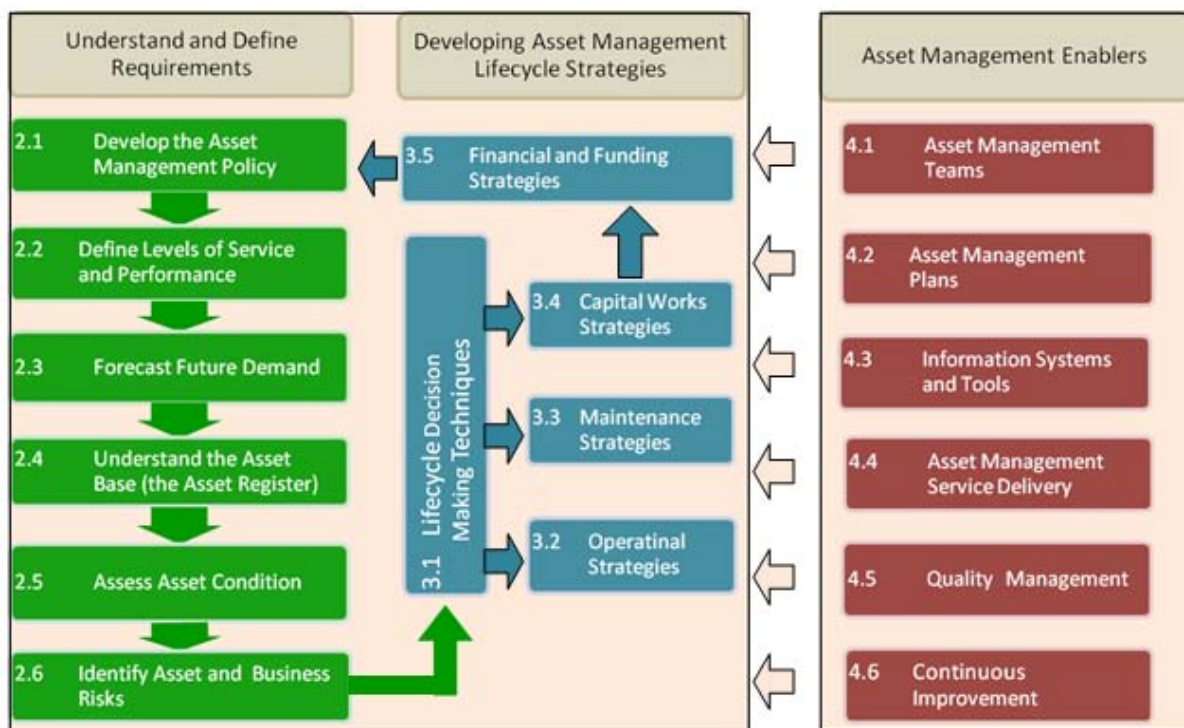 Understand and Define
Requirements
2.1 Develop the Asset
Management Policy
2.2 Define Levels of Service
and Performance
2.3 Forecast Future Demand
2.4 Understand the Asset
Base (the Asset Register)
2.5 Assess Asset Condition
2.6 Identify Asset and Business
Risks
Developing Asset Management
Lifecycle Strategies
3.5 Financial and Funding
Strategies
3.1 Lifecycle Decision
Making Techniques
3.4 Capital Works
Strategies
3.3 Maintenance
Strategies
3.2 Operatinal
Strategies
Asset Management Enablers
4.1 Asset Management
Teams
4.2 Asset Management
Plans
4.3 Information Systems
and Tools
4.4 Asset Management
Service Delivery
4.5 Quality Management
4.6 Continuous
Improvement